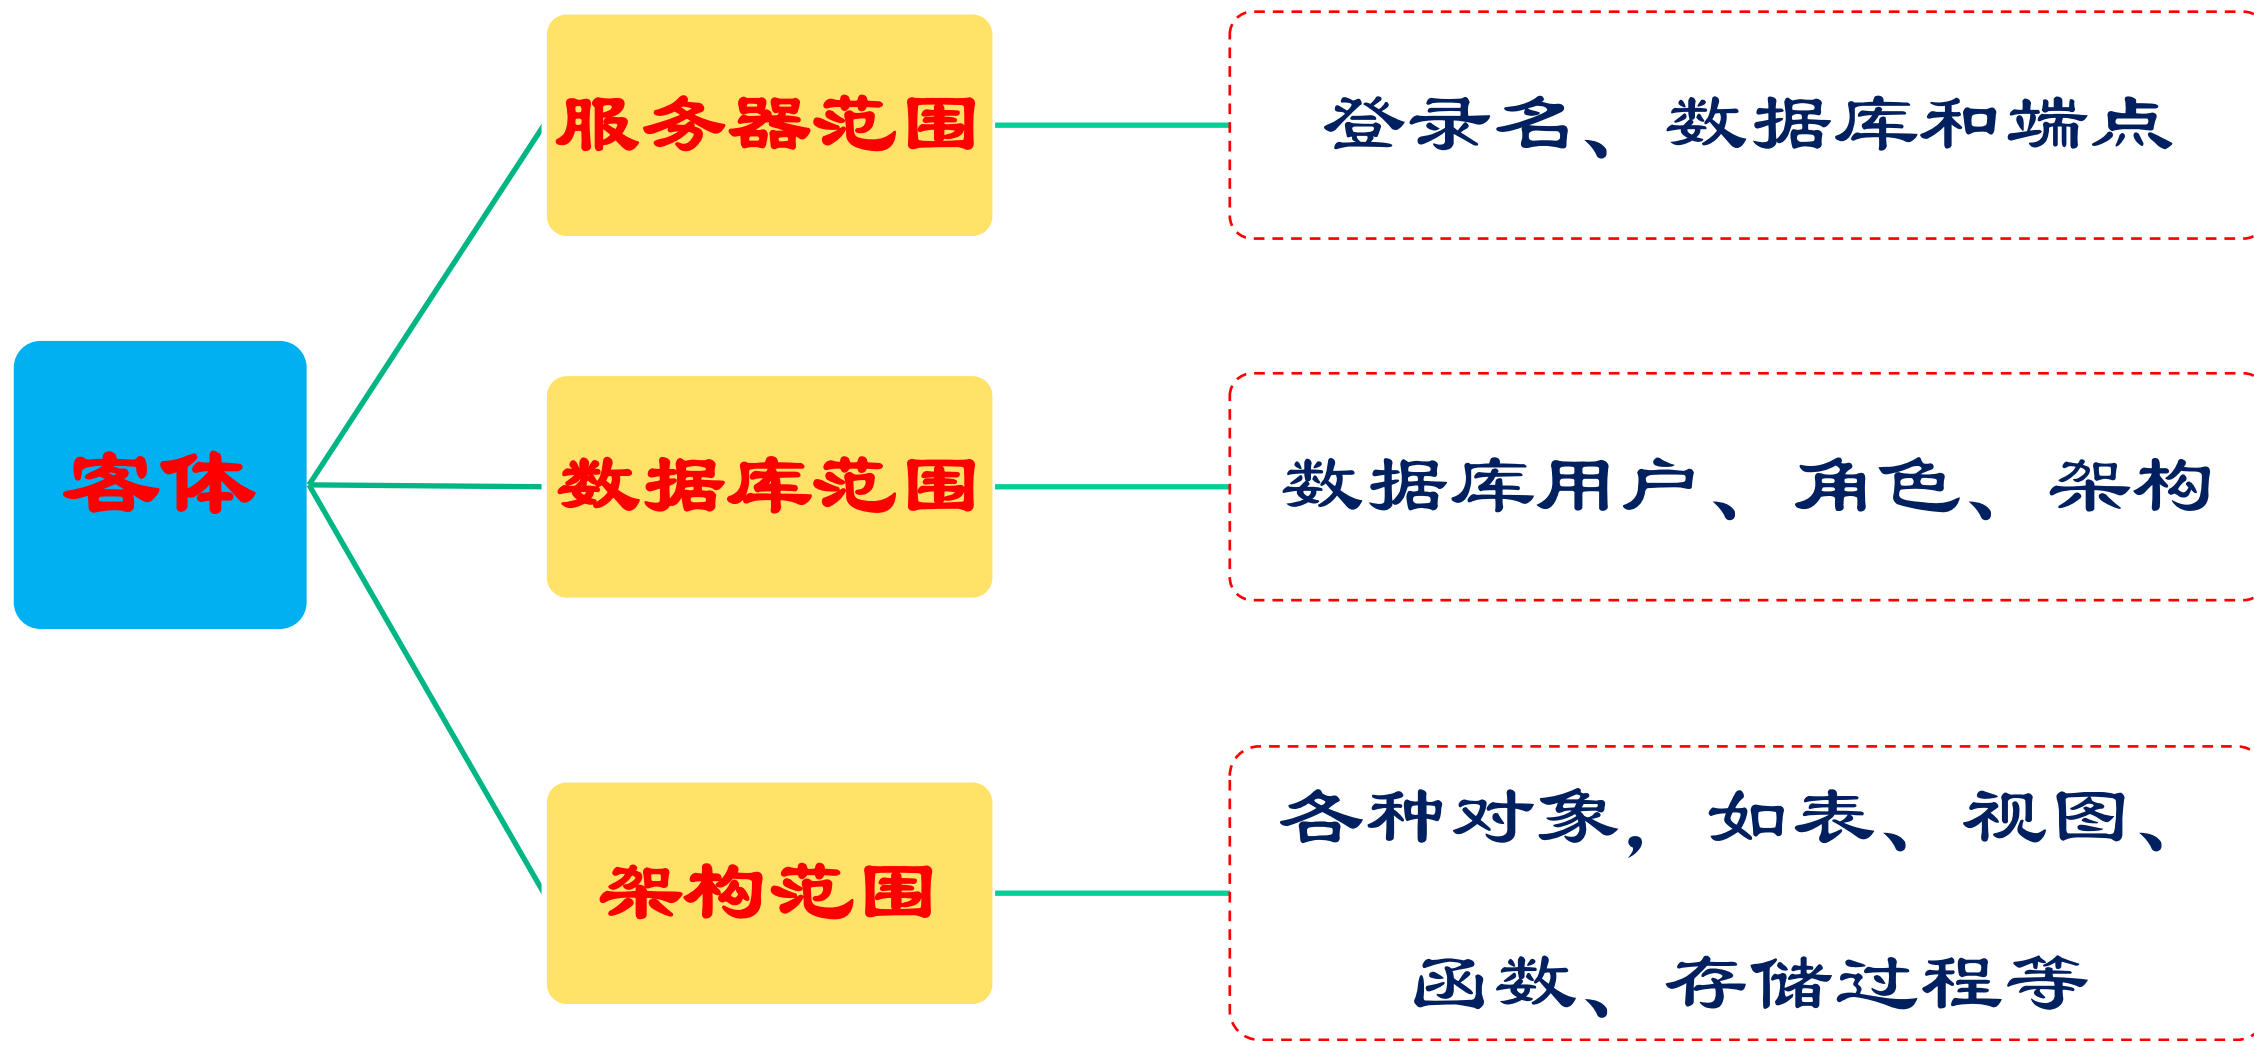 客体
服务器范围
登录名、数据库和端点
数据库范围
数据库用户、角色、架构
架构范围
各种对象，如表、视图、
函数、存储过程等